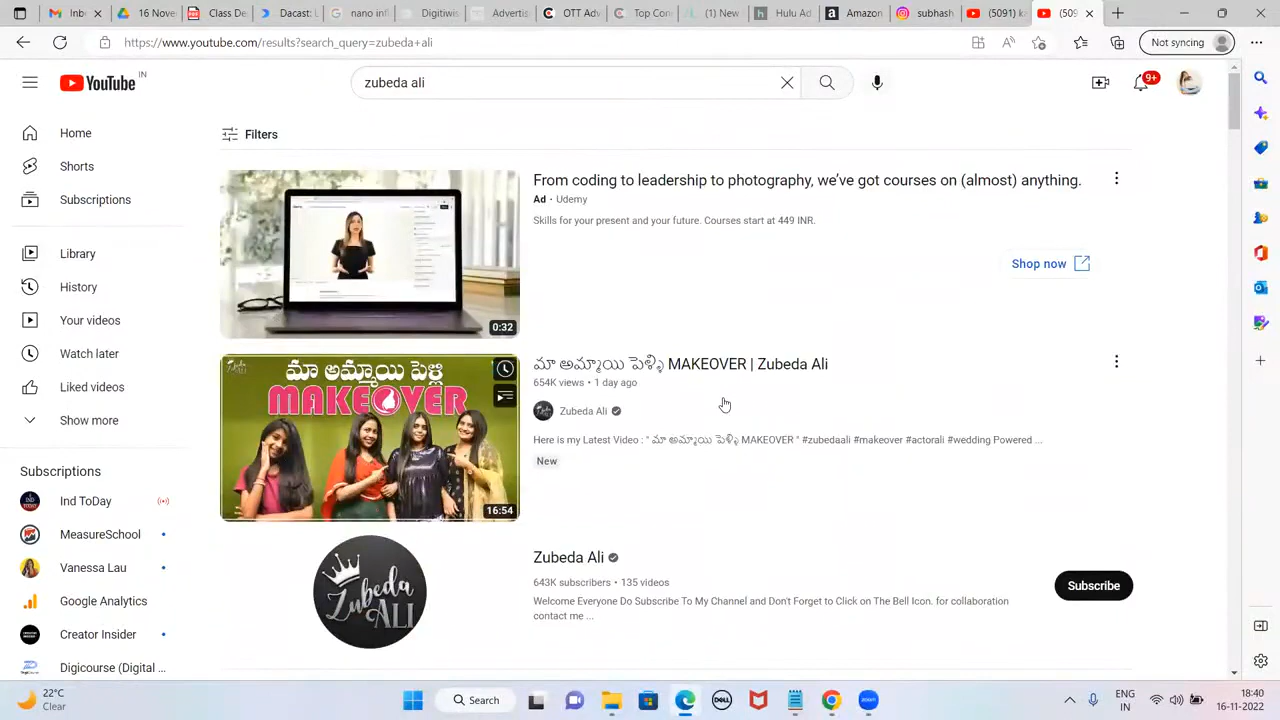 Inb
16 Nove
Case Di
Dacast L
nano infl
Digitiwis
Advertis
OTT Adv
Top Con
(1) New
Hulu Ad
Amazon
subhash
(5091) k
(509
https://www.youtube.com/results?search_query=zubeda+ali
Not syncing
YouTube IN
zubeda ali
9+
Home
Shorts
Subscriptions
Library
History
Your videos
Watch later
Liked videos
Show more
Subscriptions
Ind ToDay
MeasureSchool
Vanessa Lau
Google Analytics
Creator Insider
Digicourse (Digital ...
Filters
From coding to leadership to photography, we've got courses on (almost) anything.
Ad • Udemy
Skills for your present and your future. Courses start at 449 INR.
Shop now
0:32
మా అమ్మాయి పెళ్ళి
MAKEOVER
16:54
మా అమ్మాయి పెళ్ళి MAKEOVER | Zubeda Ali
654K views • 1 day ago
Zubeda Ali
Here is my Latest Video : " మా అమ్మాయి పెళ్ళి MAKEOVER " #zubedaali #makeover #actorali #wedding Powered ...
New
Zubeda
ALI
Zubeda Ali
643K subscribers • 135 videos
Welcome Everyone Do Subscribe To My Channel and Don't Forget to Click on The Bell Icon. for collaboration
contact me ...
Subscribe
22°C
Clear
Search
DELL
zoom
ENG
IN
18:40
16-11-2022